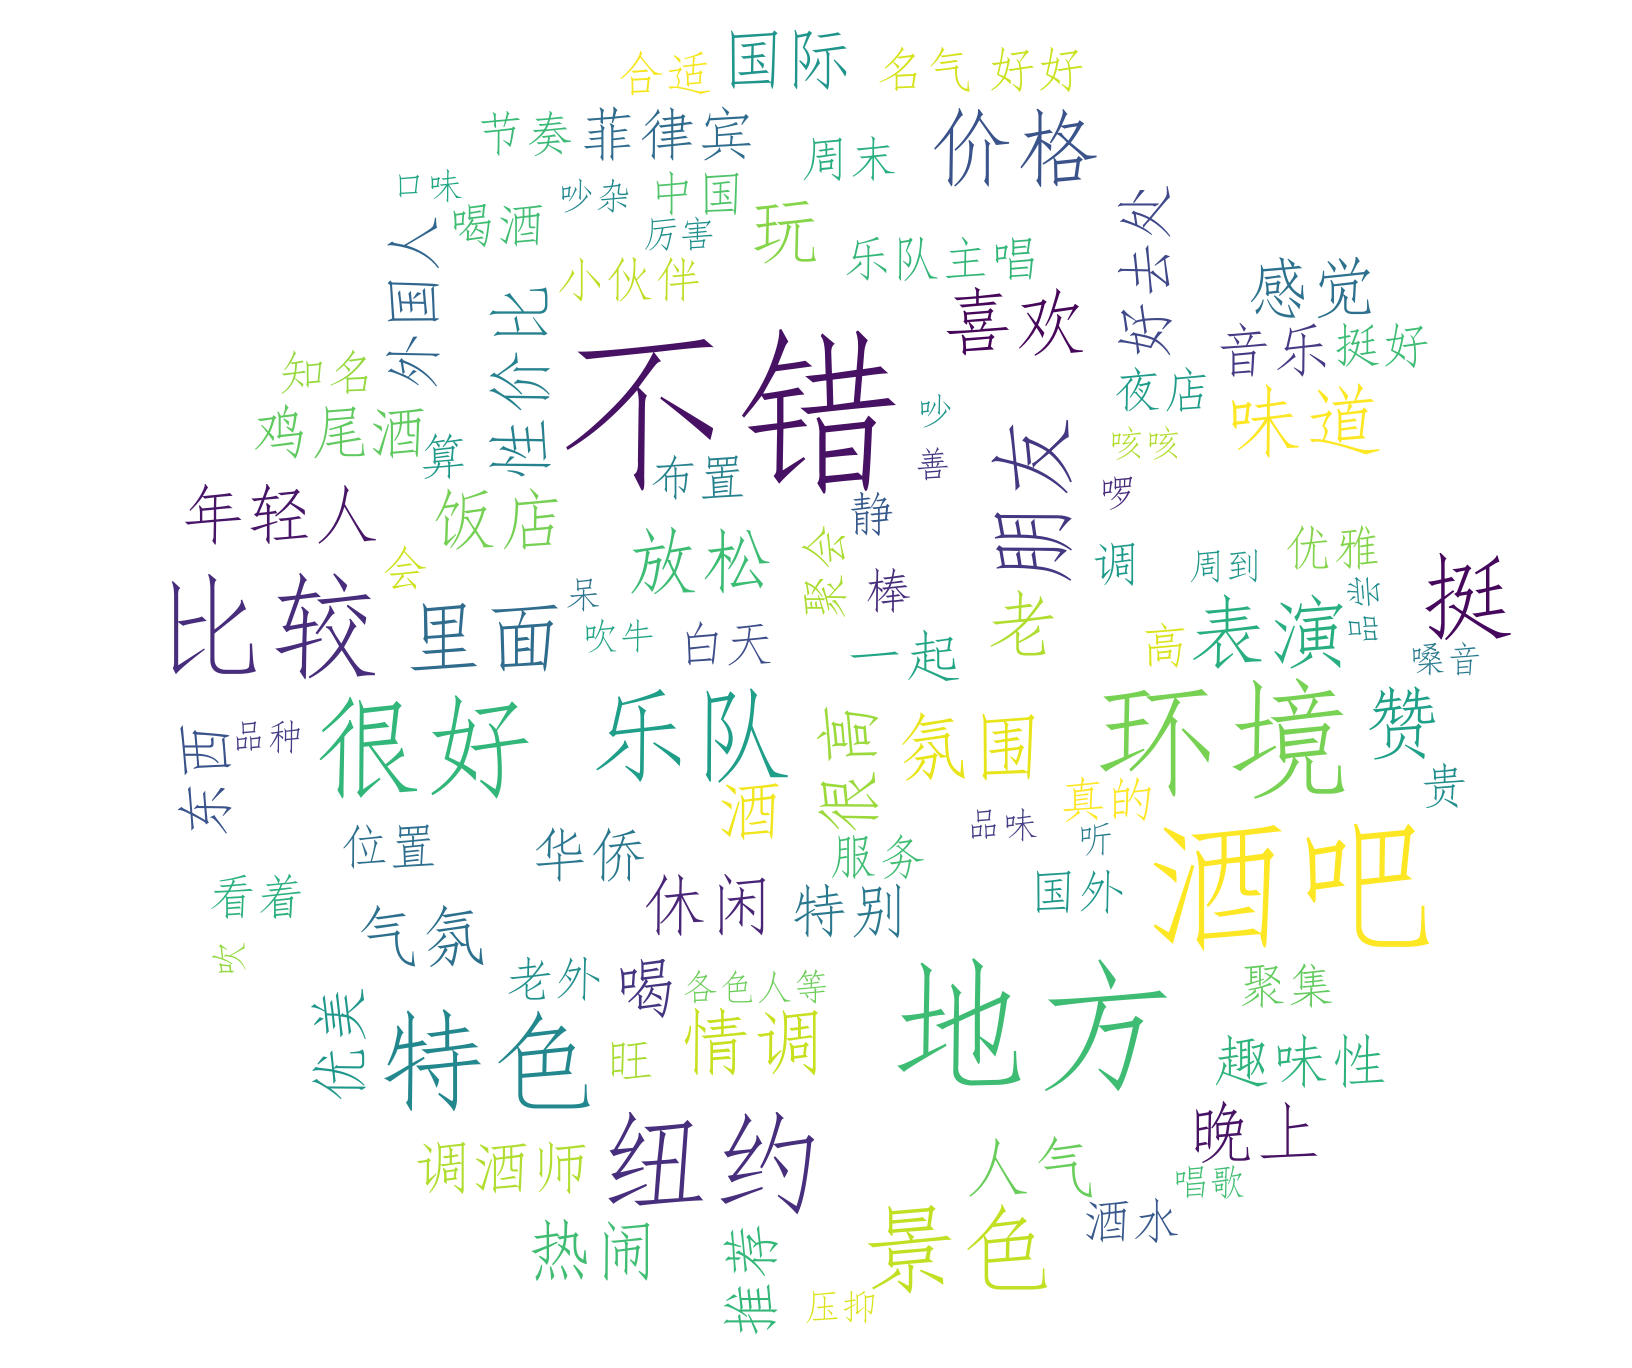 合适 国际 名气 好好
节奏 菲律宾 周末 价格
口味 吵杂 中国
喝酒 厉害 玩 好去处
外国人 小伙伴 乐队主唱 感觉
性价比 不错 喜欢 音乐 挺好
知名 夜店
鸡尾酒 算 吵 味道
布置 善 朋友 咳咳
年轻人 饭店 静 啰
会 放松 聚会 优雅
比较 里面 呆 棒 调 周到 挺
吹牛 白天 一起 老 高 表演 品尝
嗓音
东西 品种 很好 乐队 很高 氛围 环境 赞
酒 真的 贵
位置 华侨 服务 品味 听 酒吧
看着 休闲 特别 国外
吹 气氛
老外 喝 各色人等 地方 聚集
优美 特色 旺 情调 趣味性
调酒师 纽约 人气 晚上
唱歌
热闹 推荐 景色 酒水
压抑